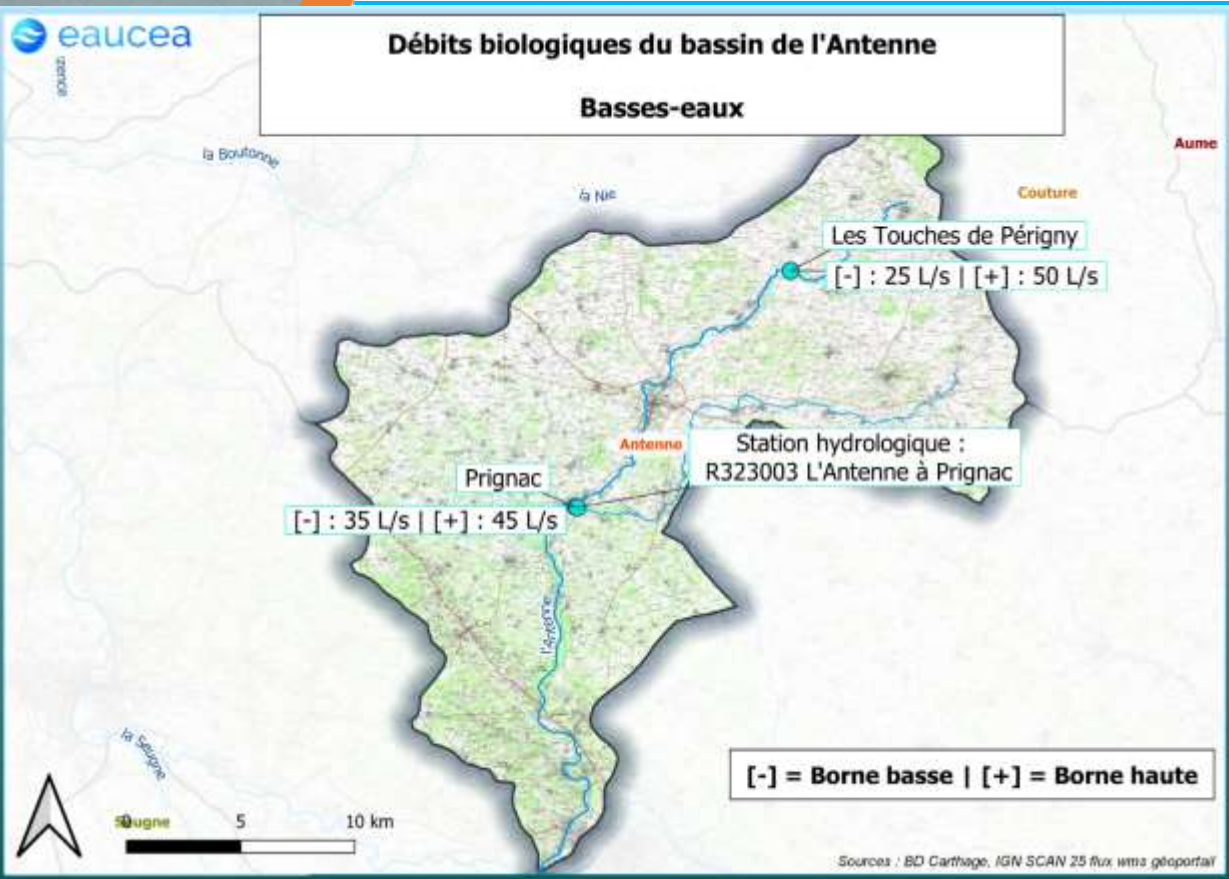 eaucea
Débits biologiques du bassin de l'Antenne
Basses-eaux
la Boutonne
la Nie
Aume
Couture
Les Touches de Périgny
[-] : 25 L/s | [+] : 50 L/s
Antenne
Station hydrologique :
R323003 L'Antenne à Prignac
Prignac
[-] : 35 L/s | [+] : 45 L/s
l'Antenne
la Seugne
[-] = Borne basse | [+] = Borne haute
Seugne
0 5 10 km
Sources : BD Carthage, IGN SCAN 25 flux wms géoportail